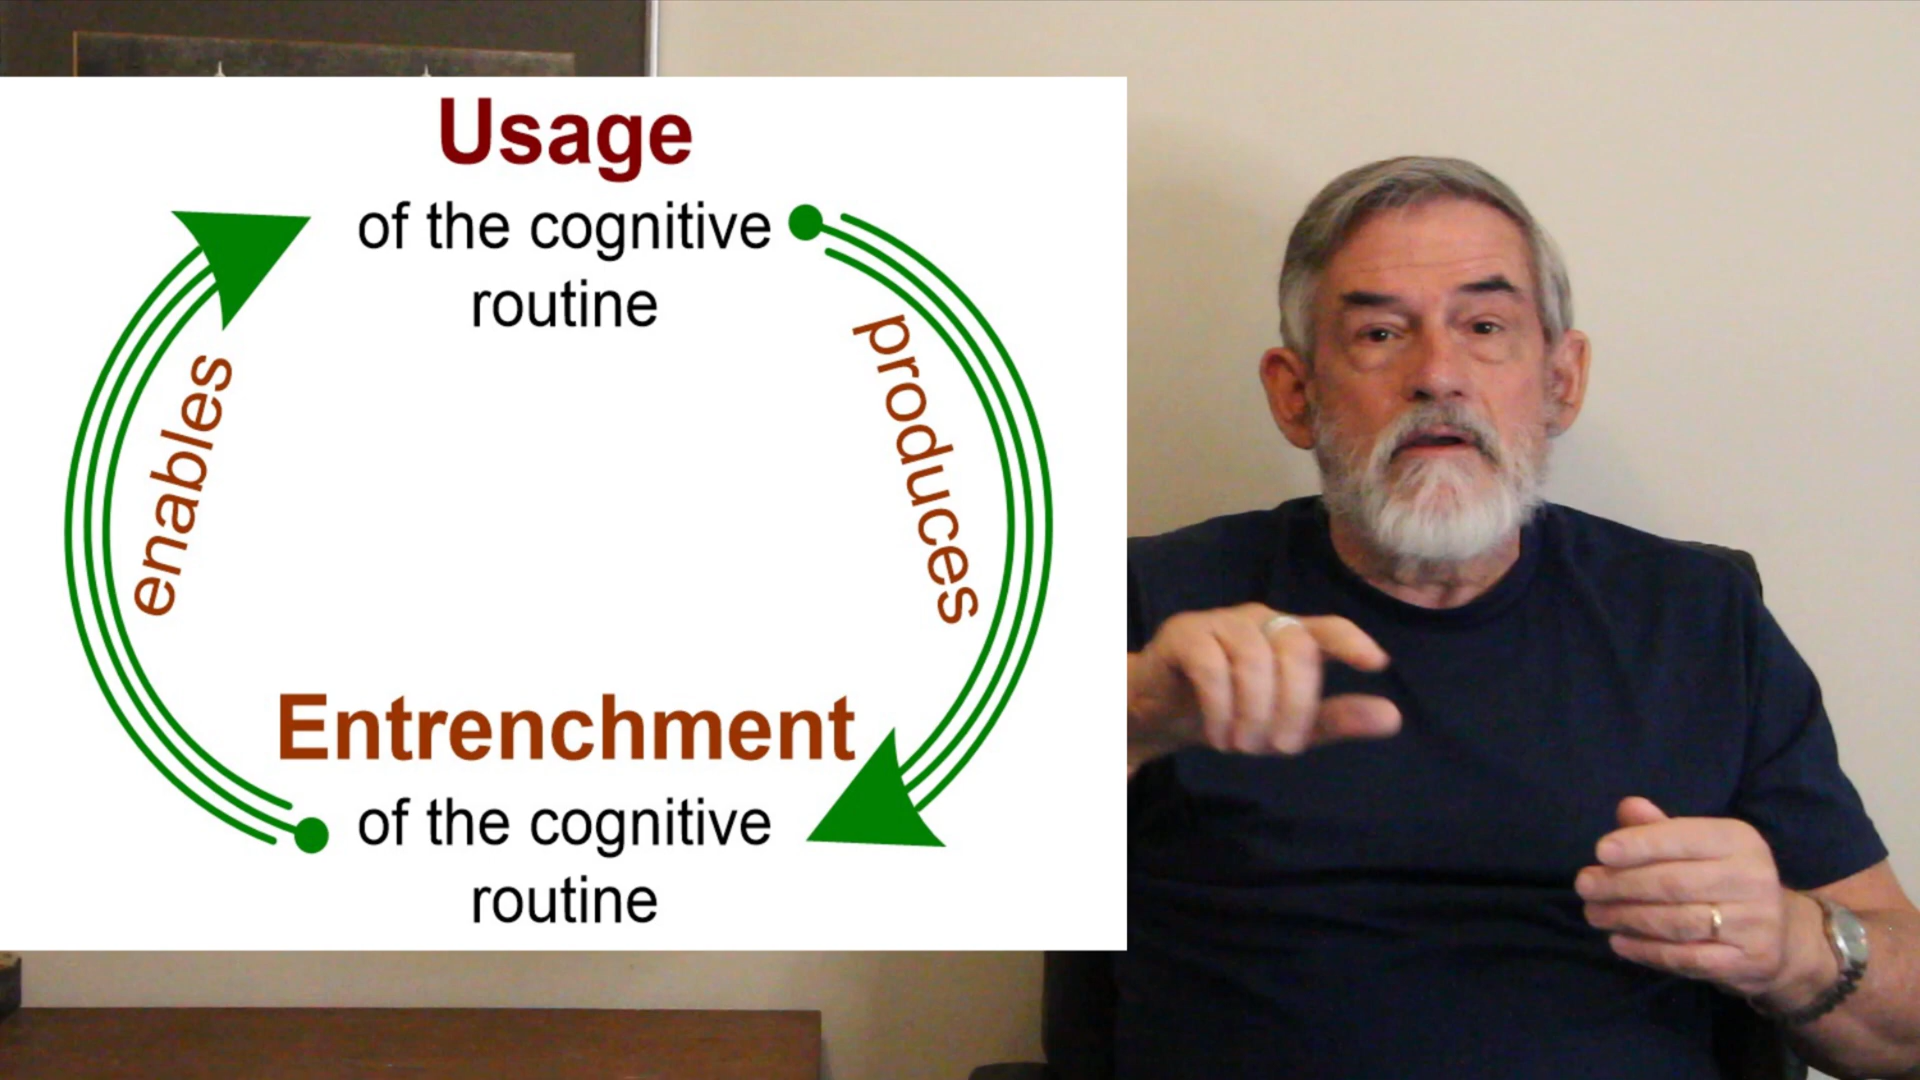 Usage
of the cognitive
routine
produces
enables
Entrenchment
of the cognitive
routine